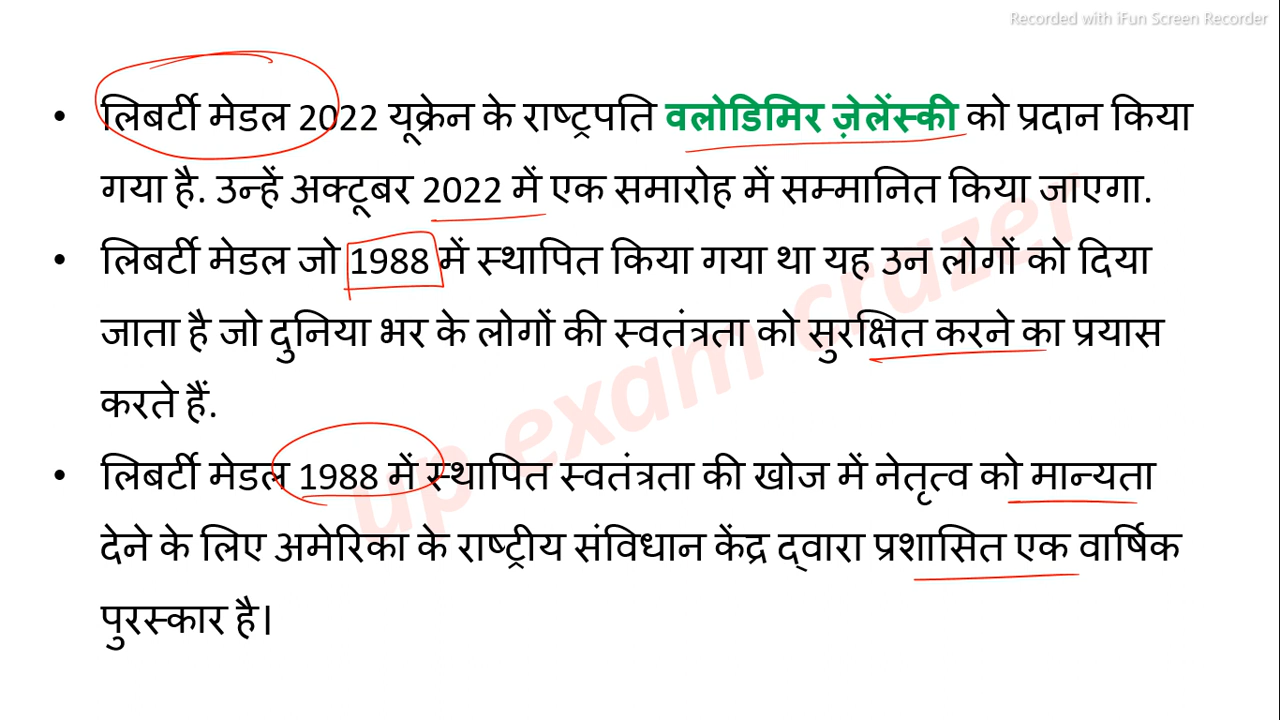 Recorded with iFun Screen Recorder
• लिबर्टी मेडल 2022 यूक्रेन के राष्ट्रपति वलोडिमिर ज़ेलेंस्की को प्रदान किया
गया है. उन्हें अक्टूबर 2022 में एक समारोह में सम्मानित किया जाएगा.
• लिबर्टी मेडल जो 1988 में स्थापित किया गया था यह उन लोगों को दिया
जाता है जो दुनिया भर के लोगों की स्वतंत्रता को सुरक्षित करने का प्रयास
करते हैं.
• लिबर्टी मेडल 1988 में स्थापित स्वतंत्रता की खोज में नेतृत्व को मान्यता
देने के लिए अमेरिका के राष्ट्रीय संविधान केंद्र द्वारा प्रशासित एक वार्षिक
पुरस्कार है।
up exam crazer